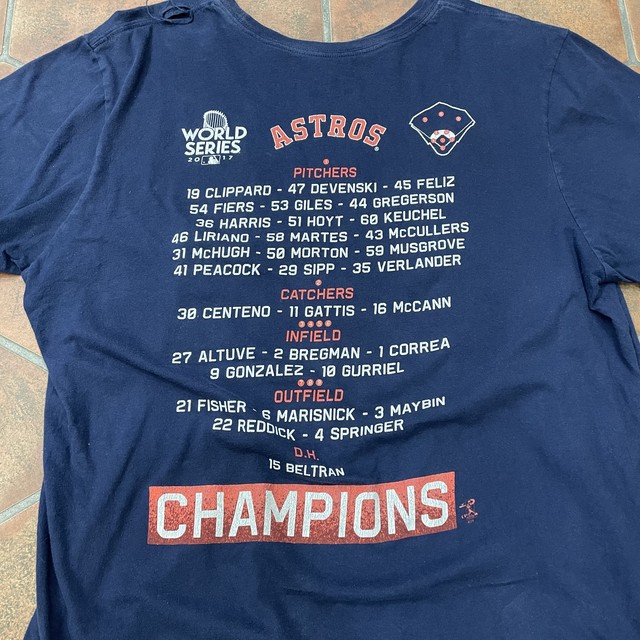 WORLD
SERIES
2017
ASTROS
PITCHERS
19 CLIPPARD - 47 DEVENSKI - 45 FELIZ
54 FIERS - 53 GILES - 44 GREGERSON
36 HARRIS - 51 HOYT - 60 KEUCHEL
46 LIRIANO - 58 MARTES - 43 McCULLERS
31 McHUGH - 50 MORTON - 59 MUSGROVE
41 PEACOCK - 29 SIPP - 35 VERLANDER
CATCHERS
30 CENTENO - 11 GATTIS - 16 McCANN
INFIELD
27 ALTUVE - 2 BREGMAN - 1 CORREA
9 GONZALEZ - 10 GURRIEL
OUTFIELD
21 FISHER - 6 MARISNICK - 3 MAYBIN
22 REDDICK - 4 SPRINGER
D.H.
15 BELTRAN
CHAMPIONS